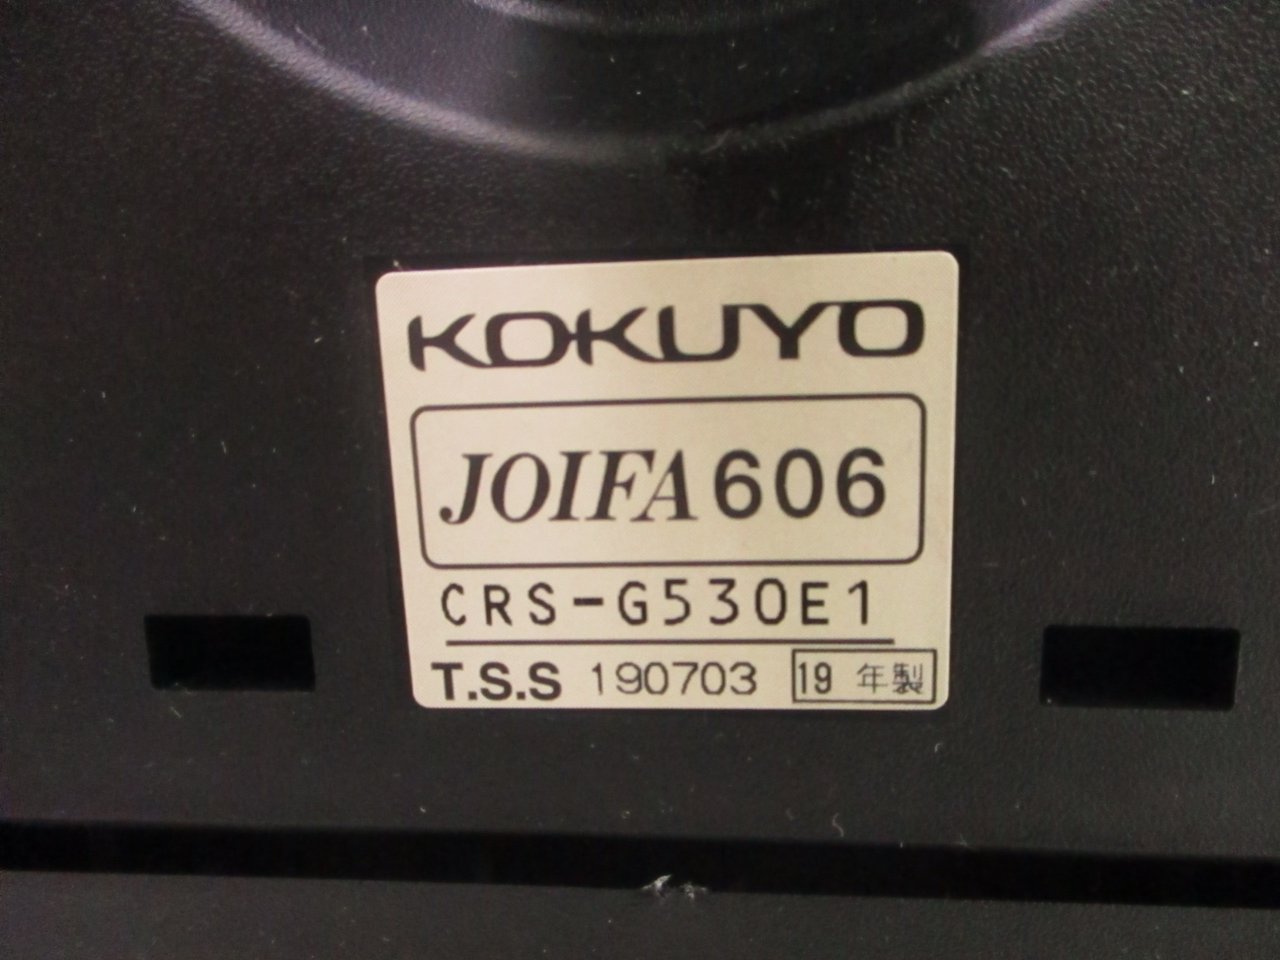 KOKUYO
JOIFA 606
CRS-G530E1
T.S.S 190703 19 年製